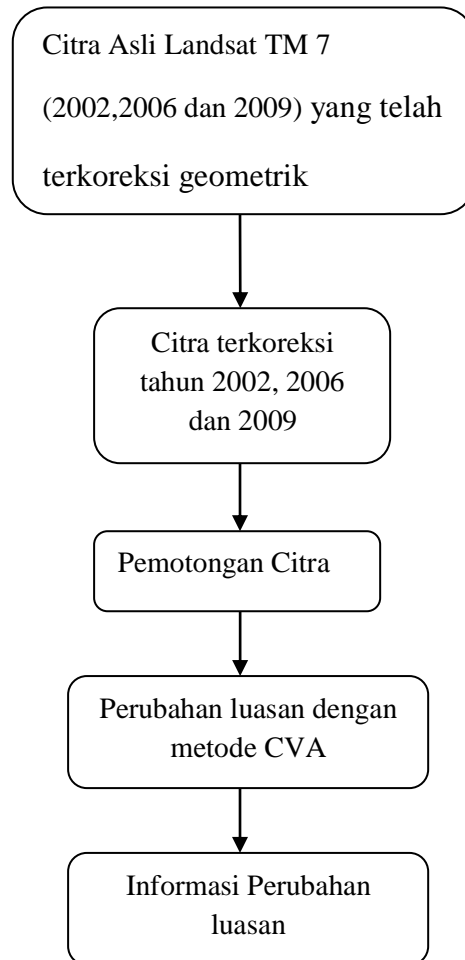 Citra Asli Landsat TM 7
(2002,2006 dan 2009) yang telah
terkoreksi geometrik
Citra terkoreksi
tahun 2002, 2006
dan 2009
Pemotongan Citra
Perubahan luasan dengan
metode CVA
Informasi Perubahan
luasan